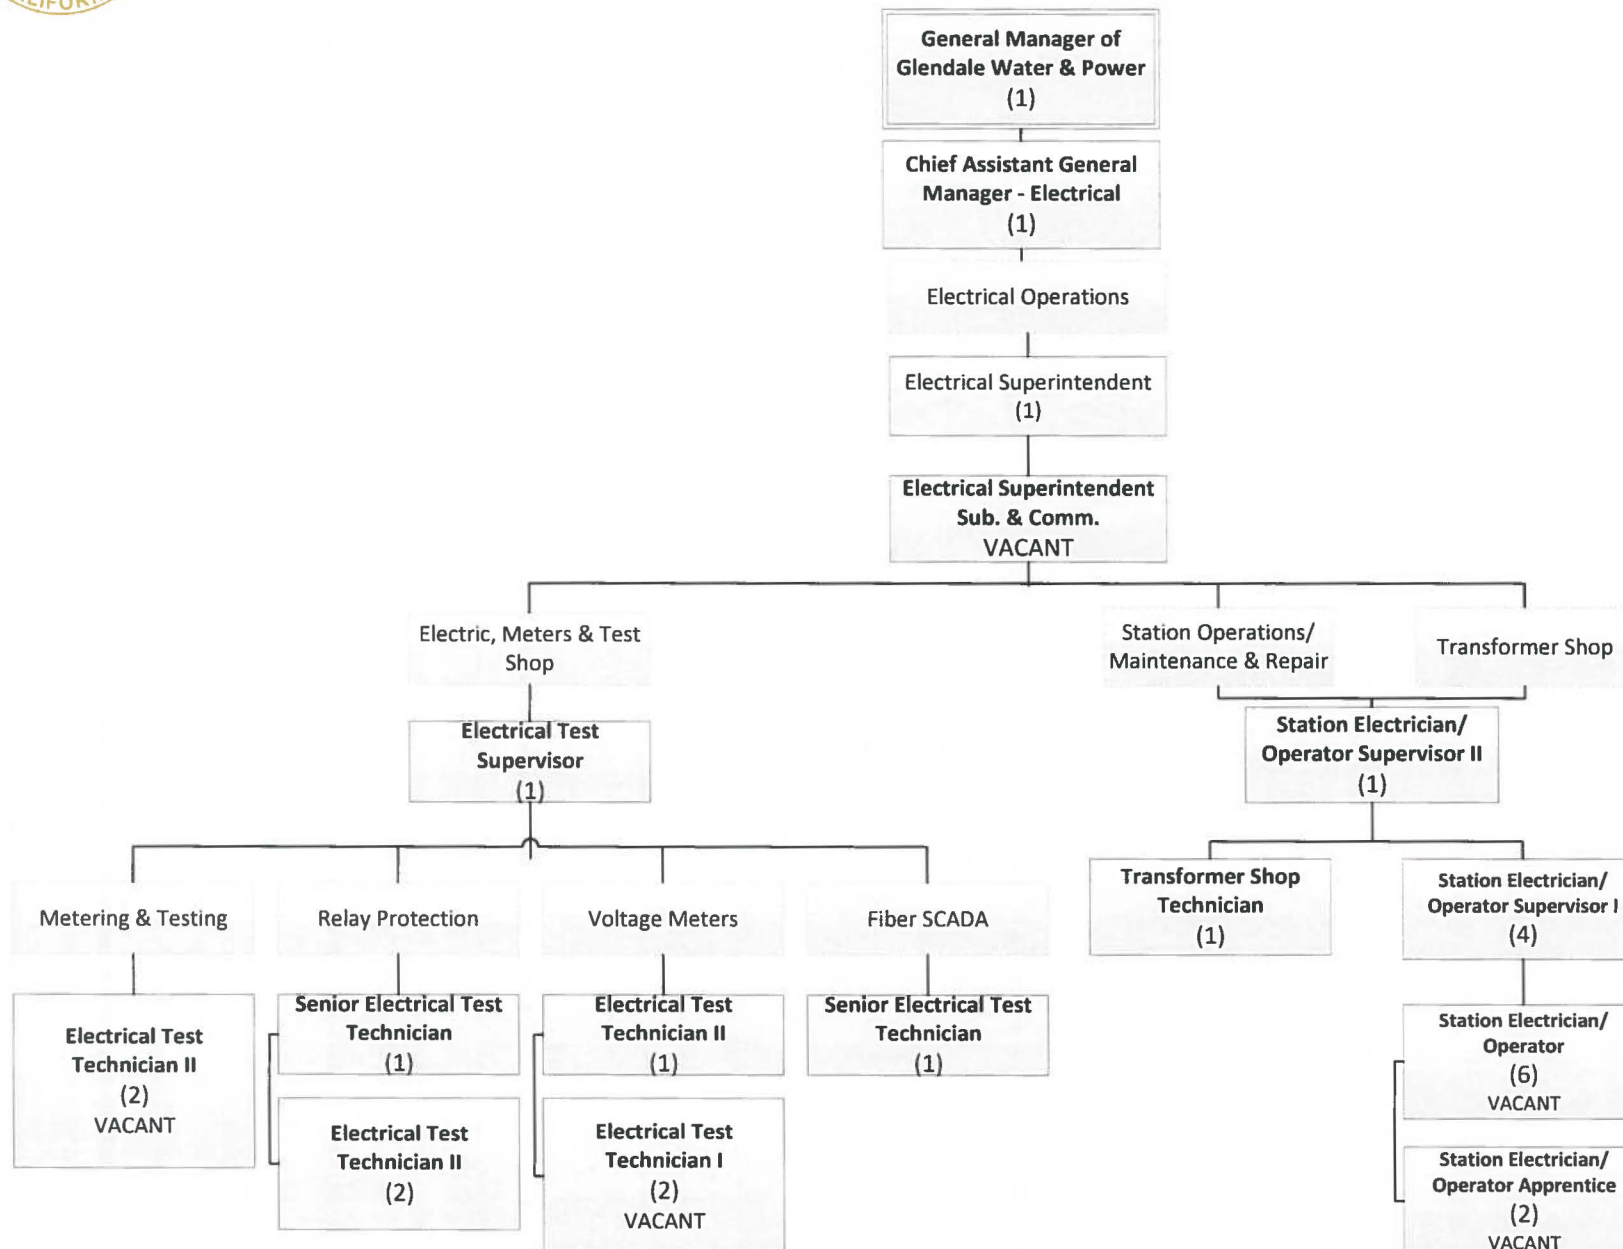 General Manager of
Glendale Water & Power
(1)
Chief Assistant General
Manager - Electrical
(1)
Electrical Operations
Electrical Superintendent
(1)
Electrical Superintendent
Sub. & Comm.
VACANT
Electric, Meters & Test
Shop
Station Operations/
Maintenance & Repair
Transformer Shop
Electrical Test
Supervisor
(1)
Station Electrician/
Operator Supervisor II
(1)
Metering & Testing
Relay Protection
Voltage Meters
Fiber SCADA
Transformer Shop
Technician
(1)
Station Electrician/
Operator Supervisor I
(4)
Electrical Test
Technician II
(2)
VACANT
Senior Electrical Test
Technician
(1)
Electrical Test
Technician II
(2)
Electrical Test
Technician II
(1)
Electrical Test
Technician I
(2)
VACANT
Senior Electrical Test
Technician
(1)
Station Electrician/
Operator
(6)
VACANT
Station Electrician/
Operator Apprentice
(2)
VACANT